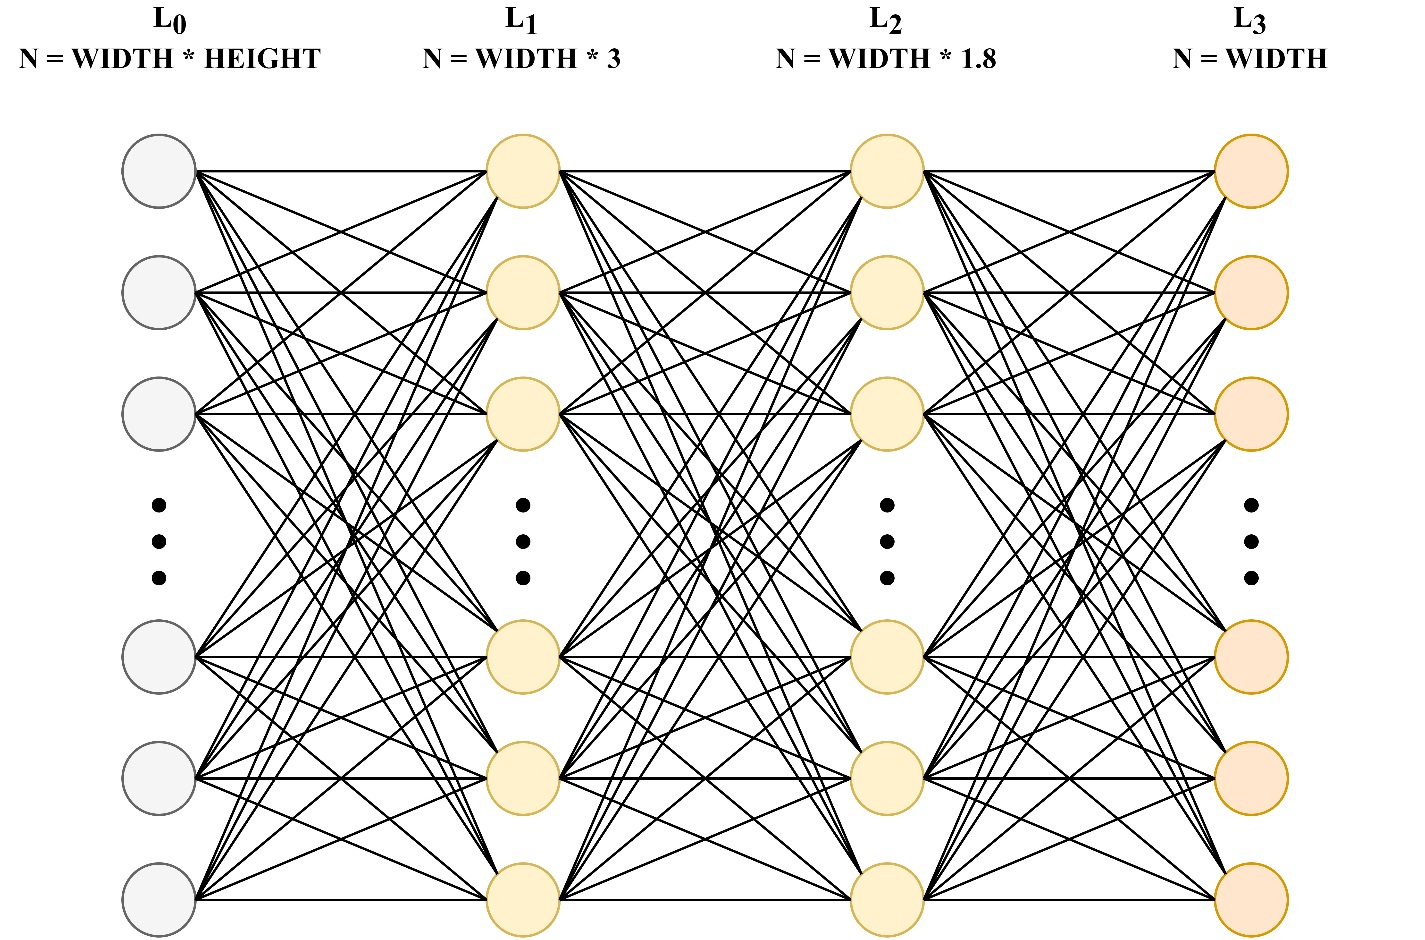 L0 L1 L2 L3
N = WIDTH * HEIGHT N = WIDTH * 3 N = WIDTH * 1.8 N = WIDTH